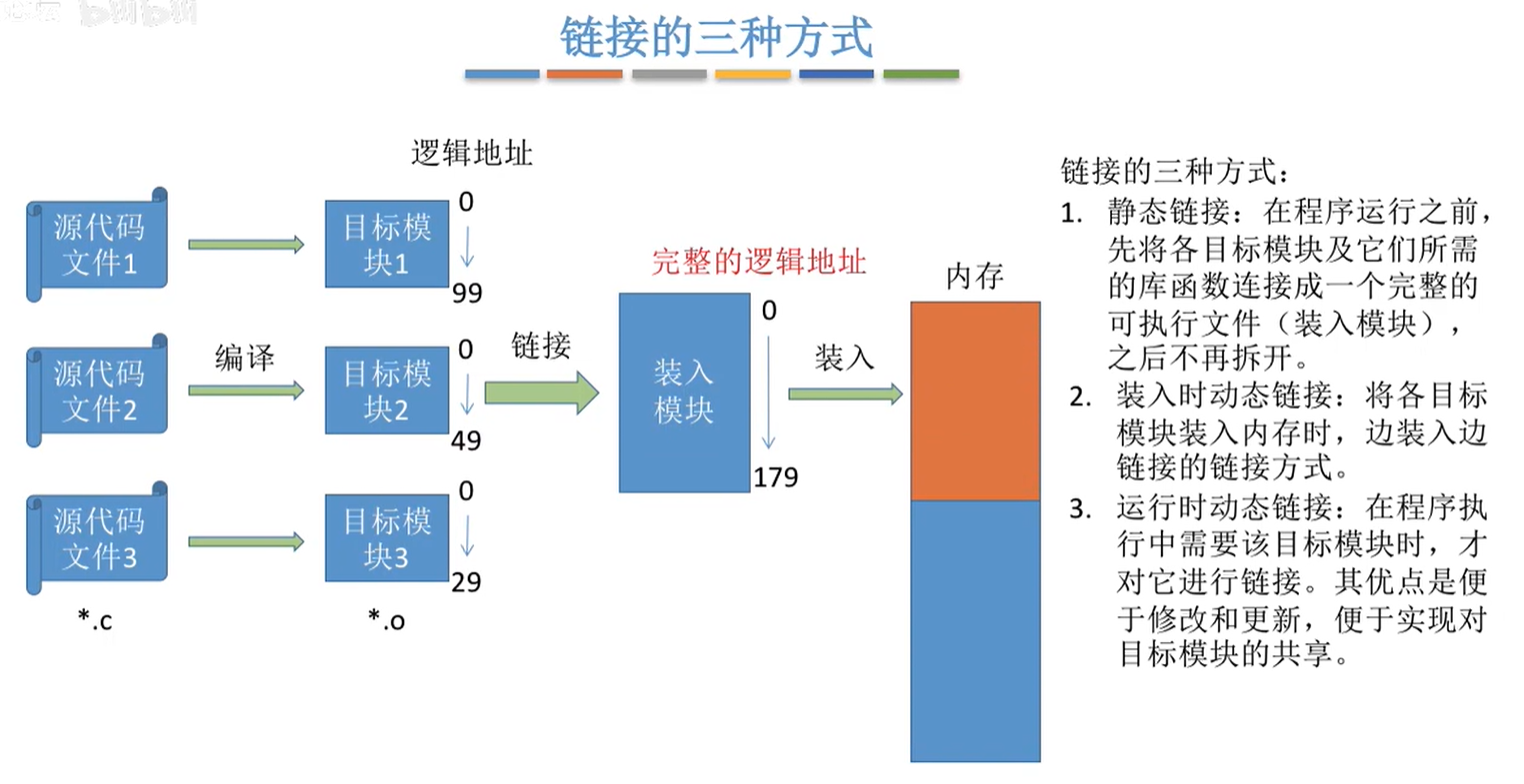 链接的三种方式
逻辑地址
源代码
文件1
目标模
块1
0
99
源代码
文件2
编译
目标模
块2
0
49
链接
源代码
文件3
目标模
块3
0
29
*.c
*.o
完整的逻辑地址
装入
模块
0
179
装入
内存
链接的三种方式：
1. 静态链接：在程序运行之前，
先将各目标模块及它们所需
的库函数连接成一个完整的
可执行文件（装入模块），
之后不再拆开。
2. 装入时动态链接：将各目标
模块装入内存时，边装入边
链接的链接方式。
3. 运行时动态链接：在程序执
行中需要该目标模块时，才
对它进行链接。其优点是便
于修改和更新，便于实现对
目标模块的共享。